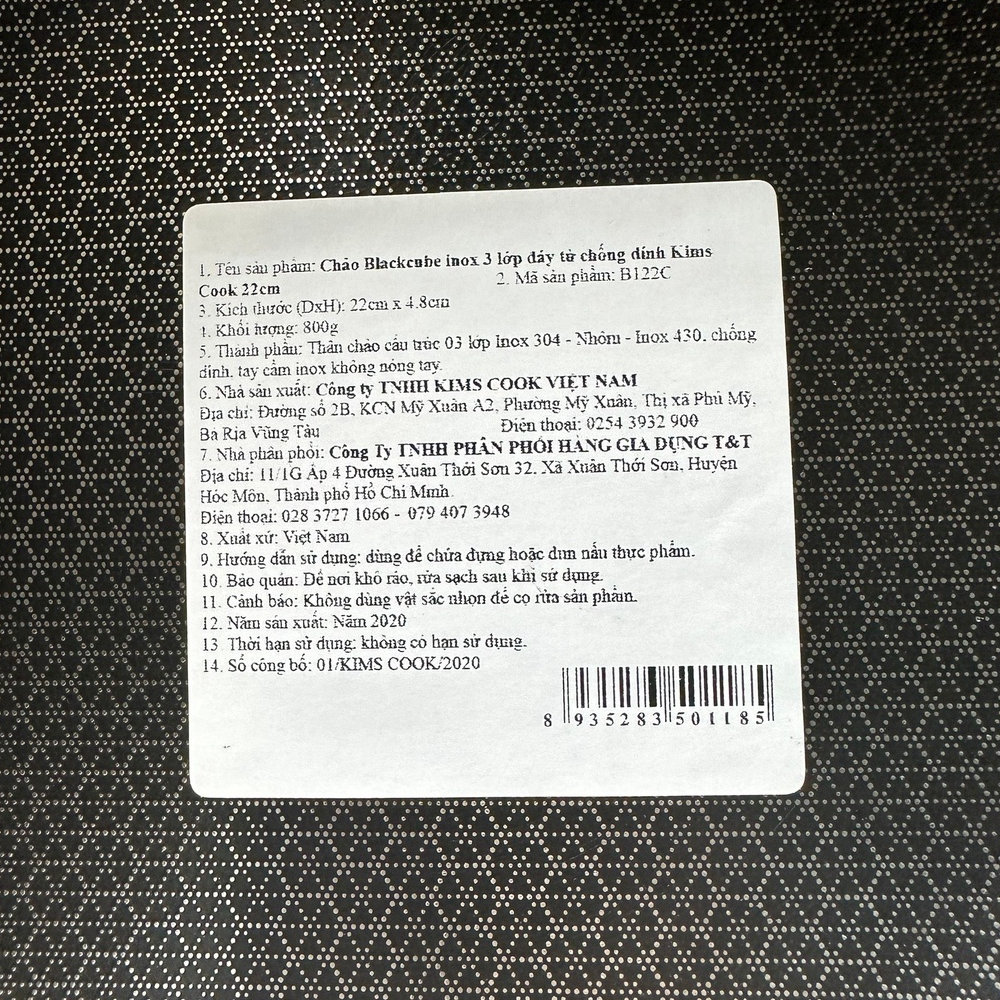 1. Tên sản phẩm: Chảo Blackcube inox 3 lớp đáy từ chống dính Kims
Cook 22cm 2. Mã sản phẩm: B122C
3. Kích thước (DxH): 22cm x 4.8cm
4. Khối lượng: 800g
5. Thành phần: Thân chảo cấu trúc 03 lớp Inox 304 - Nhôm - Inox 430, chống
dính, tay cầm inox không nóng tay.
6. Nhà sản xuất: Công ty TNHH KIMS COOK VIỆT NAM
Địa chỉ: Đường số 2B, KCN Mỹ Xuân A2, Phường Mỹ Xuân, Thị xã Phú Mỹ,
Bà Rịa Vũng Tàu Điện thoại: 0254 3932 900
7. Nhà phân phối: Công Ty TNHH PHÂN PHỐI HÀNG GIA DỤNG T&T
Địa chỉ: 11/1G Ấp 4 Đường Xuân Thới Sơn 32, Xã Xuân Thới Sơn, Huyện
Hóc Môn, Thành phố Hồ Chí Minh.
Điện thoại: 028 3727 1066 - 079 407 3948
8. Xuất xứ: Việt Nam
9. Hướng dẫn sử dụng: dùng để chứa đựng hoặc đun nấu thực phẩm.
10. Bảo quản: Để nơi khô ráo, rửa sạch sau khi sử dụng.
11. Cảnh báo: Không dùng vật sắc nhọn để cọ rửa sản phẩm.
12. Năm sản xuất: Năm 2020
13. Thời hạn sử dụng: không có hạn sử dụng.
14. Số công bố: 01/KIMS COOK/2020
8 935283 501185